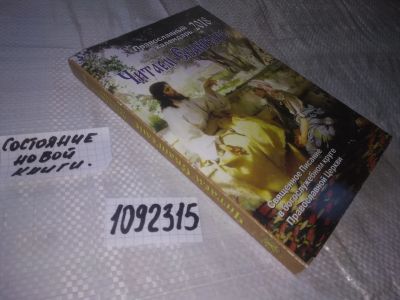 Православный
календарь 2018
Читаем Евангелие
Священное Писание
в богослужебном круге
Православной Церкви
Состояние
новой
книги.
1092315